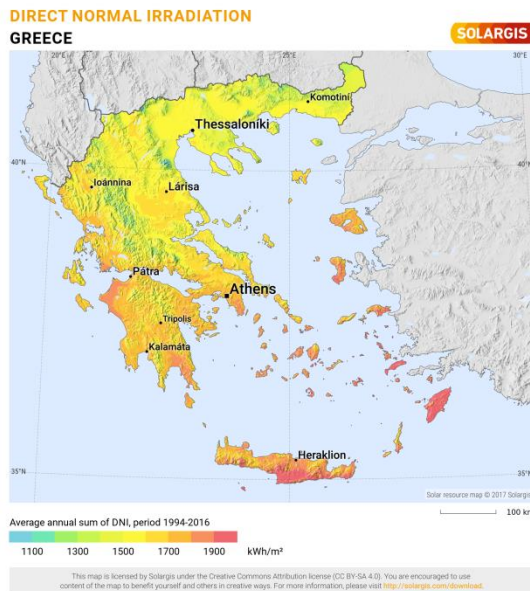 DIRECT NORMAL IRRADIATION
GREECE
SOLARGIS
20°E
25°E
30°E
Komotiní
Thessaloníki
40°N
40°N
Ioánnina
Lárisa
Pátra
Athens
Tripolis
Kalamáta
Heraklion
35°N
35°N
Solar resource map © 2017 Solargis
100 km
Average annual sum of DNI, period 1994-2016
1100 1300 1500 1700 1900 kWh/m²
This map is licensed by Solargis under the Creative Commons Attribution license (CC BY-SA 4.0). You are encouraged to use
content of the map to benefit yourself and others in creative ways. For more information, please visit http://solargis.com/download.